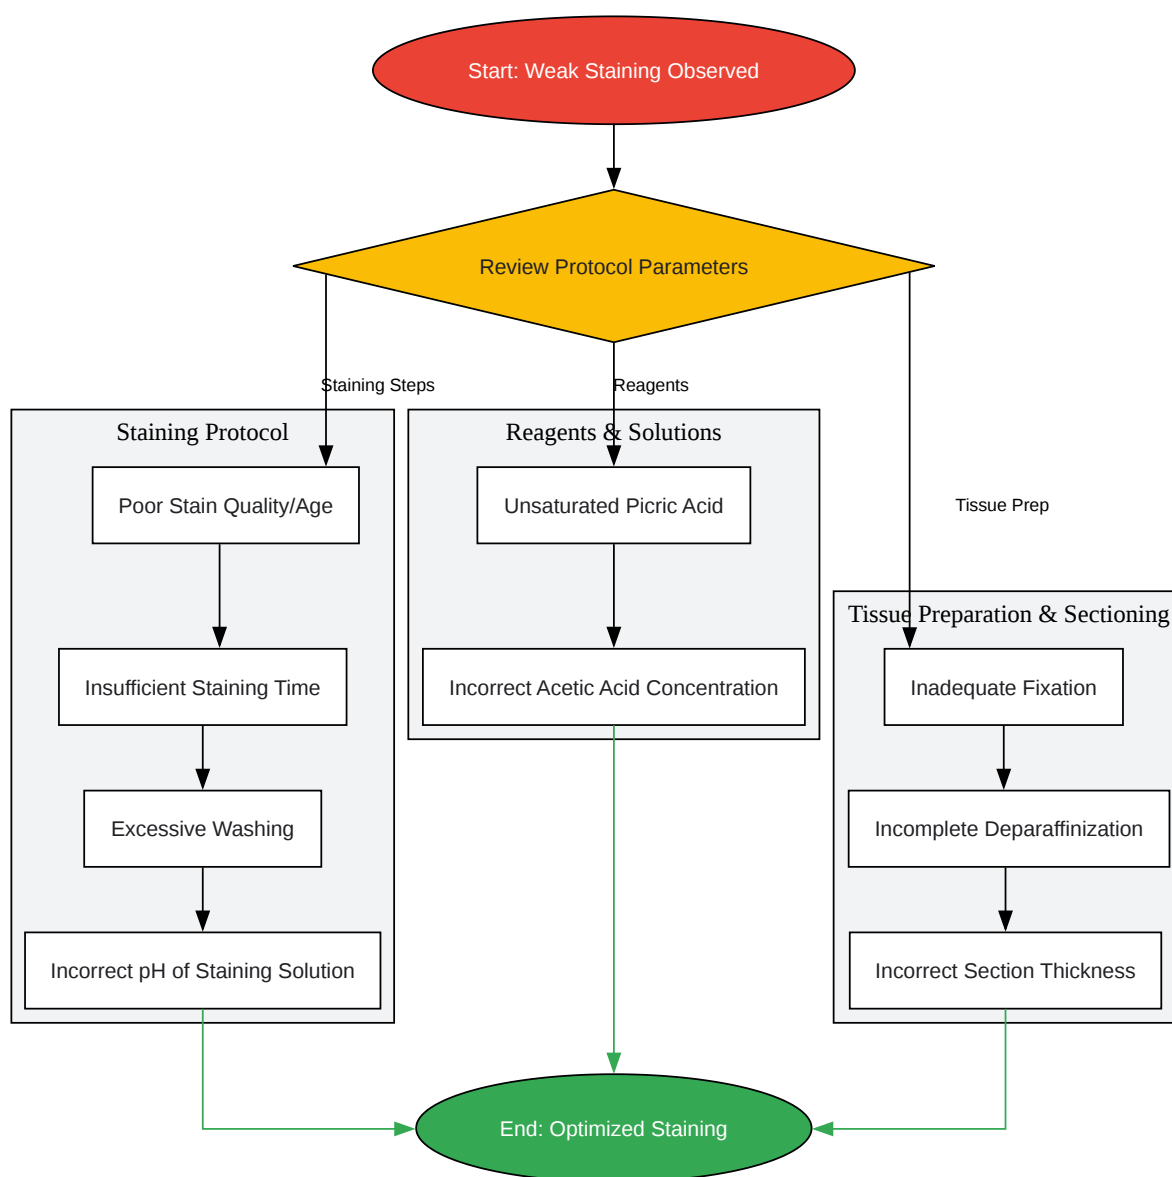 Start: Weak Staining Observed
Review Protocol Parameters
Staining Steps
Reagents
Tissue Prep
Staining Protocol
Poor Stain Quality/Age
Insufficient Staining Time
Excessive Washing
Incorrect pH of Staining Solution
Reagents & Solutions
Unsaturated Picric Acid
Incorrect Acetic Acid Concentration
Tissue Preparation & Sectioning
Inadequate Fixation
Incomplete Deparaffinization
Incorrect Section Thickness
End: Optimized Staining